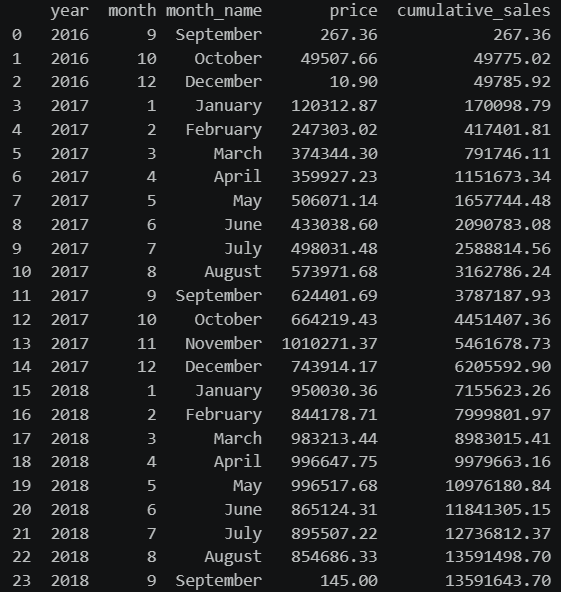 year month month_name price cumulative_sales
0 2016 9 September 267.36 267.36
1 2016 10 October 49507.66 49775.02
2 2016 12 December 10.90 49785.92
3 2017 1 January 120312.87 170098.79
4 2017 2 February 247303.02 417401.81
5 2017 3 March 374344.30 791746.11
6 2017 4 April 359927.23 1151673.34
7 2017 5 May 506071.14 1657744.48
8 2017 6 June 433038.60 2090783.08
9 2017 7 July 498031.48 2588814.56
10 2017 8 August 573971.68 3162786.24
11 2017 9 September 624401.69 3787187.93
12 2017 10 October 664219.43 4451407.36
13 2017 11 November 1010271.37 5461678.73
14 2017 12 December 743914.17 6205592.90
15 2018 1 January 950030.36 7155623.26
16 2018 2 February 844178.71 7999801.97
17 2018 3 March 983213.44 8983015.41
18 2018 4 April 996647.75 9979663.16
19 2018 5 May 996517.68 10976180.84
20 2018 6 June 865124.31 11841305.15
21 2018 7 July 895507.22 12736812.37
22 2018 8 August 854686.33 13591498.70
23 2018 9 September 145.00 13591643.70